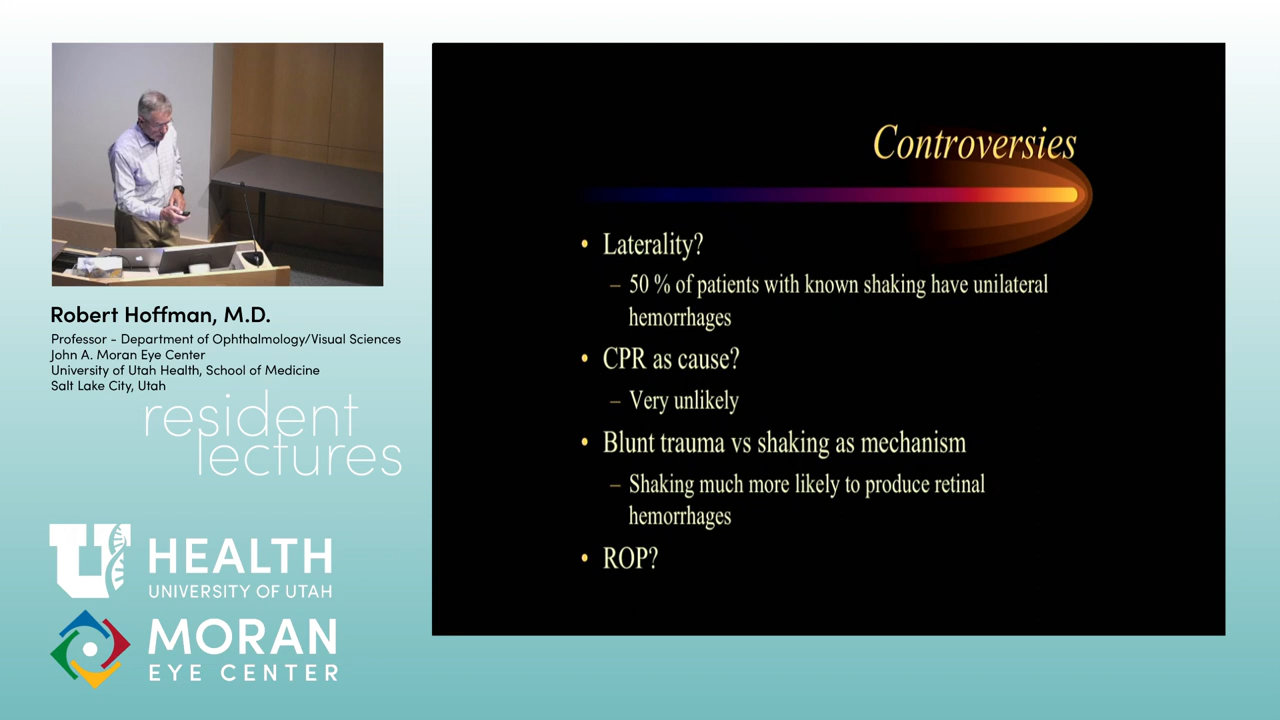 Controversies
• Laterality?
– 50 % of patients with known shaking have unilateral
hemorrhages
• CPR as cause?
– Very unlikely
• Blunt trauma vs shaking as mechanism
– Shaking much more likely to produce retinal
hemorrhages
• ROP?
Robert Hoffman, M.D.
Professor - Department of Ophthalmology/Visual Sciences
John A. Moran Eye Center
University of Utah Health, School of Medicine
Salt Lake City, Utah
resident
lectures
U HEALTH
UNIVERSITY OF UTAH
MORAN
EYE CENTER